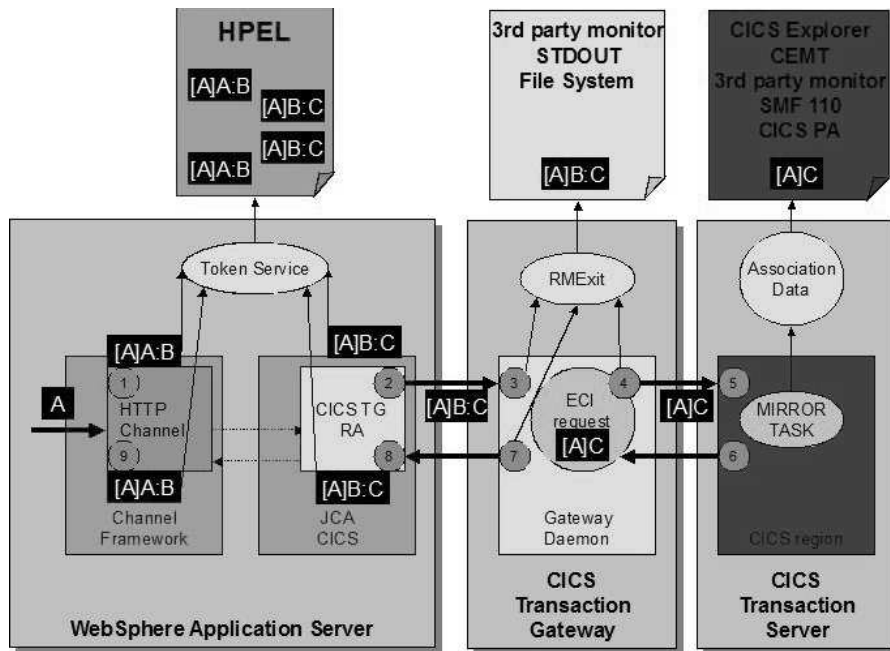 HPEL
[A]A:B
[A]B:C
[A]B:C
[A]A:B
3rd party monitor
STDOUT
File System
[A]B:C
CICS Explorer
CEMT
3rd party monitor
SMF 110
CICS PA
[A]C
Token Service
RMExit
Association
Data
[A]A:B
[A]B:C
A
1
HTTP
Channel
9
[A]A:B
Channel
Framework
2
CICS TG
RA
8
[A]B:C
JCA
CICS
[A]B:C
3
4
ECI
request
[A]C
7
Gateway
Daemon
[A]C
5
MIRROR
TASK
6
CICS region
WebSphere Application Server
CICS
Transaction
Gateway
CICS
Transaction
Server